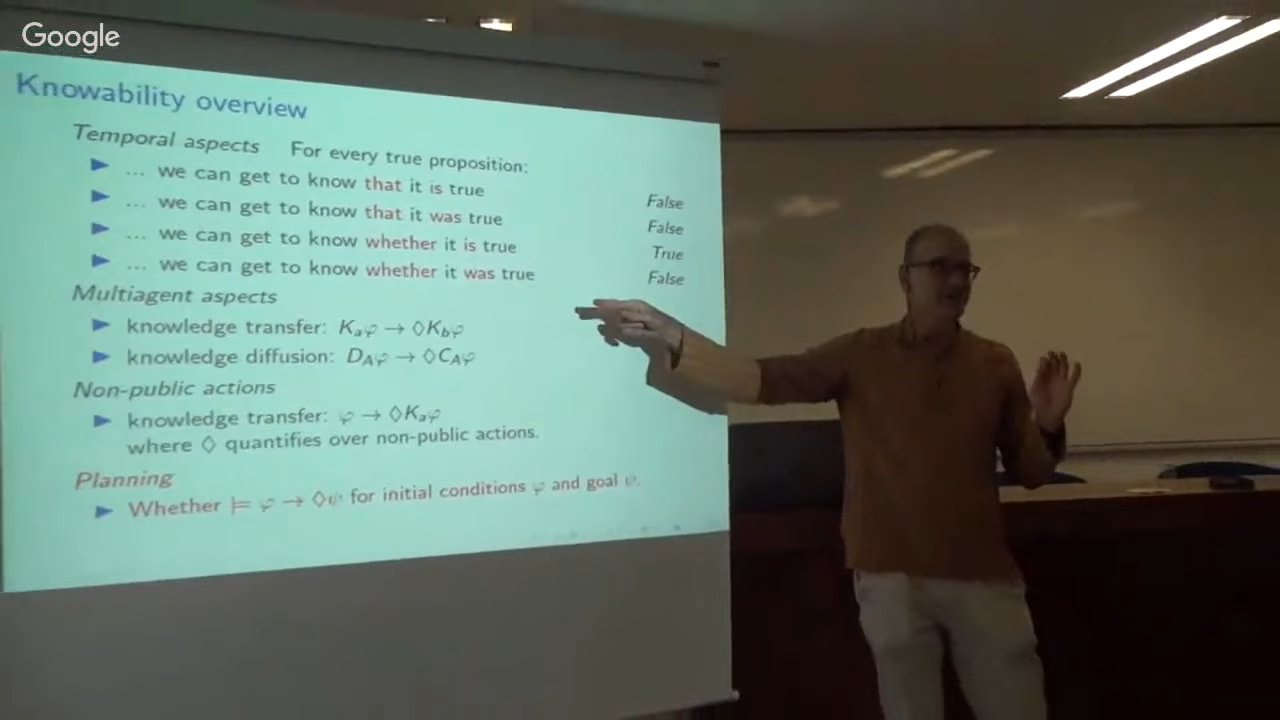 Google
Knowability overview
Temporal aspects For every true proposition:
► ... we can get to know that it is true False
► ... we can get to know that it was true False
► ... we can get to know whether it is true True
► ... we can get to know whether it was true False
Multiagent aspects
► knowledge transfer: Kₐφ → ◊K_bφ
► knowledge diffusion: D_Aφ → ◊C_Aφ
Non-public actions
► knowledge transfer: φ → ◊Kₐφ
where ◊ quantifies over non-public actions.
Planning
► Whether ⊨ φ → ◊ψ for initial conditions φ and goal ψ.